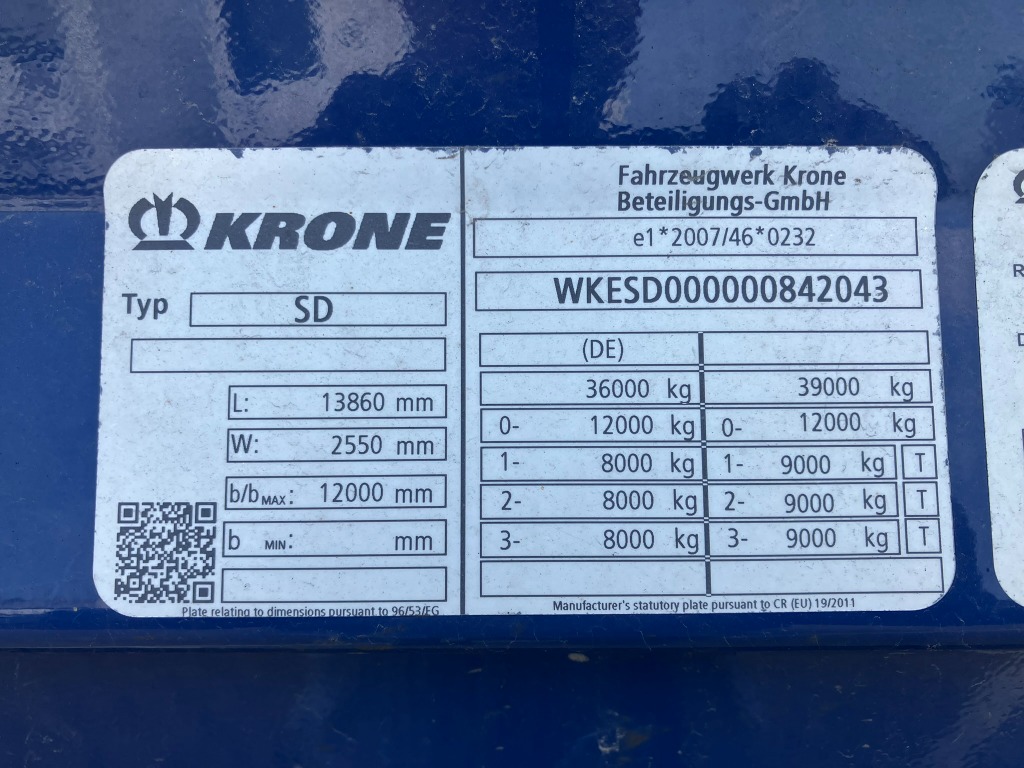 KRONE
Typ SD
L: 13860 mm
W: 2550 mm
b/b MAX: 12000 mm
b MIN: mm
Plate relating to dimensions pursuant to 96/53/EG
Fahrzeugwerk Krone
Beteiligungs-GmbH
e1*2007/46*0232
WKESD000000842043
(DE)
36000 kg 39000 kg
0- 12000 kg 0- 12000 kg
1- 8000 kg 1- 9000 kg T
2- 8000 kg 2- 9000 kg T
3- 8000 kg 3- 9000 kg T
Manufacturer's statutory plate pursuant to CR (EU) 19/2011
R
D